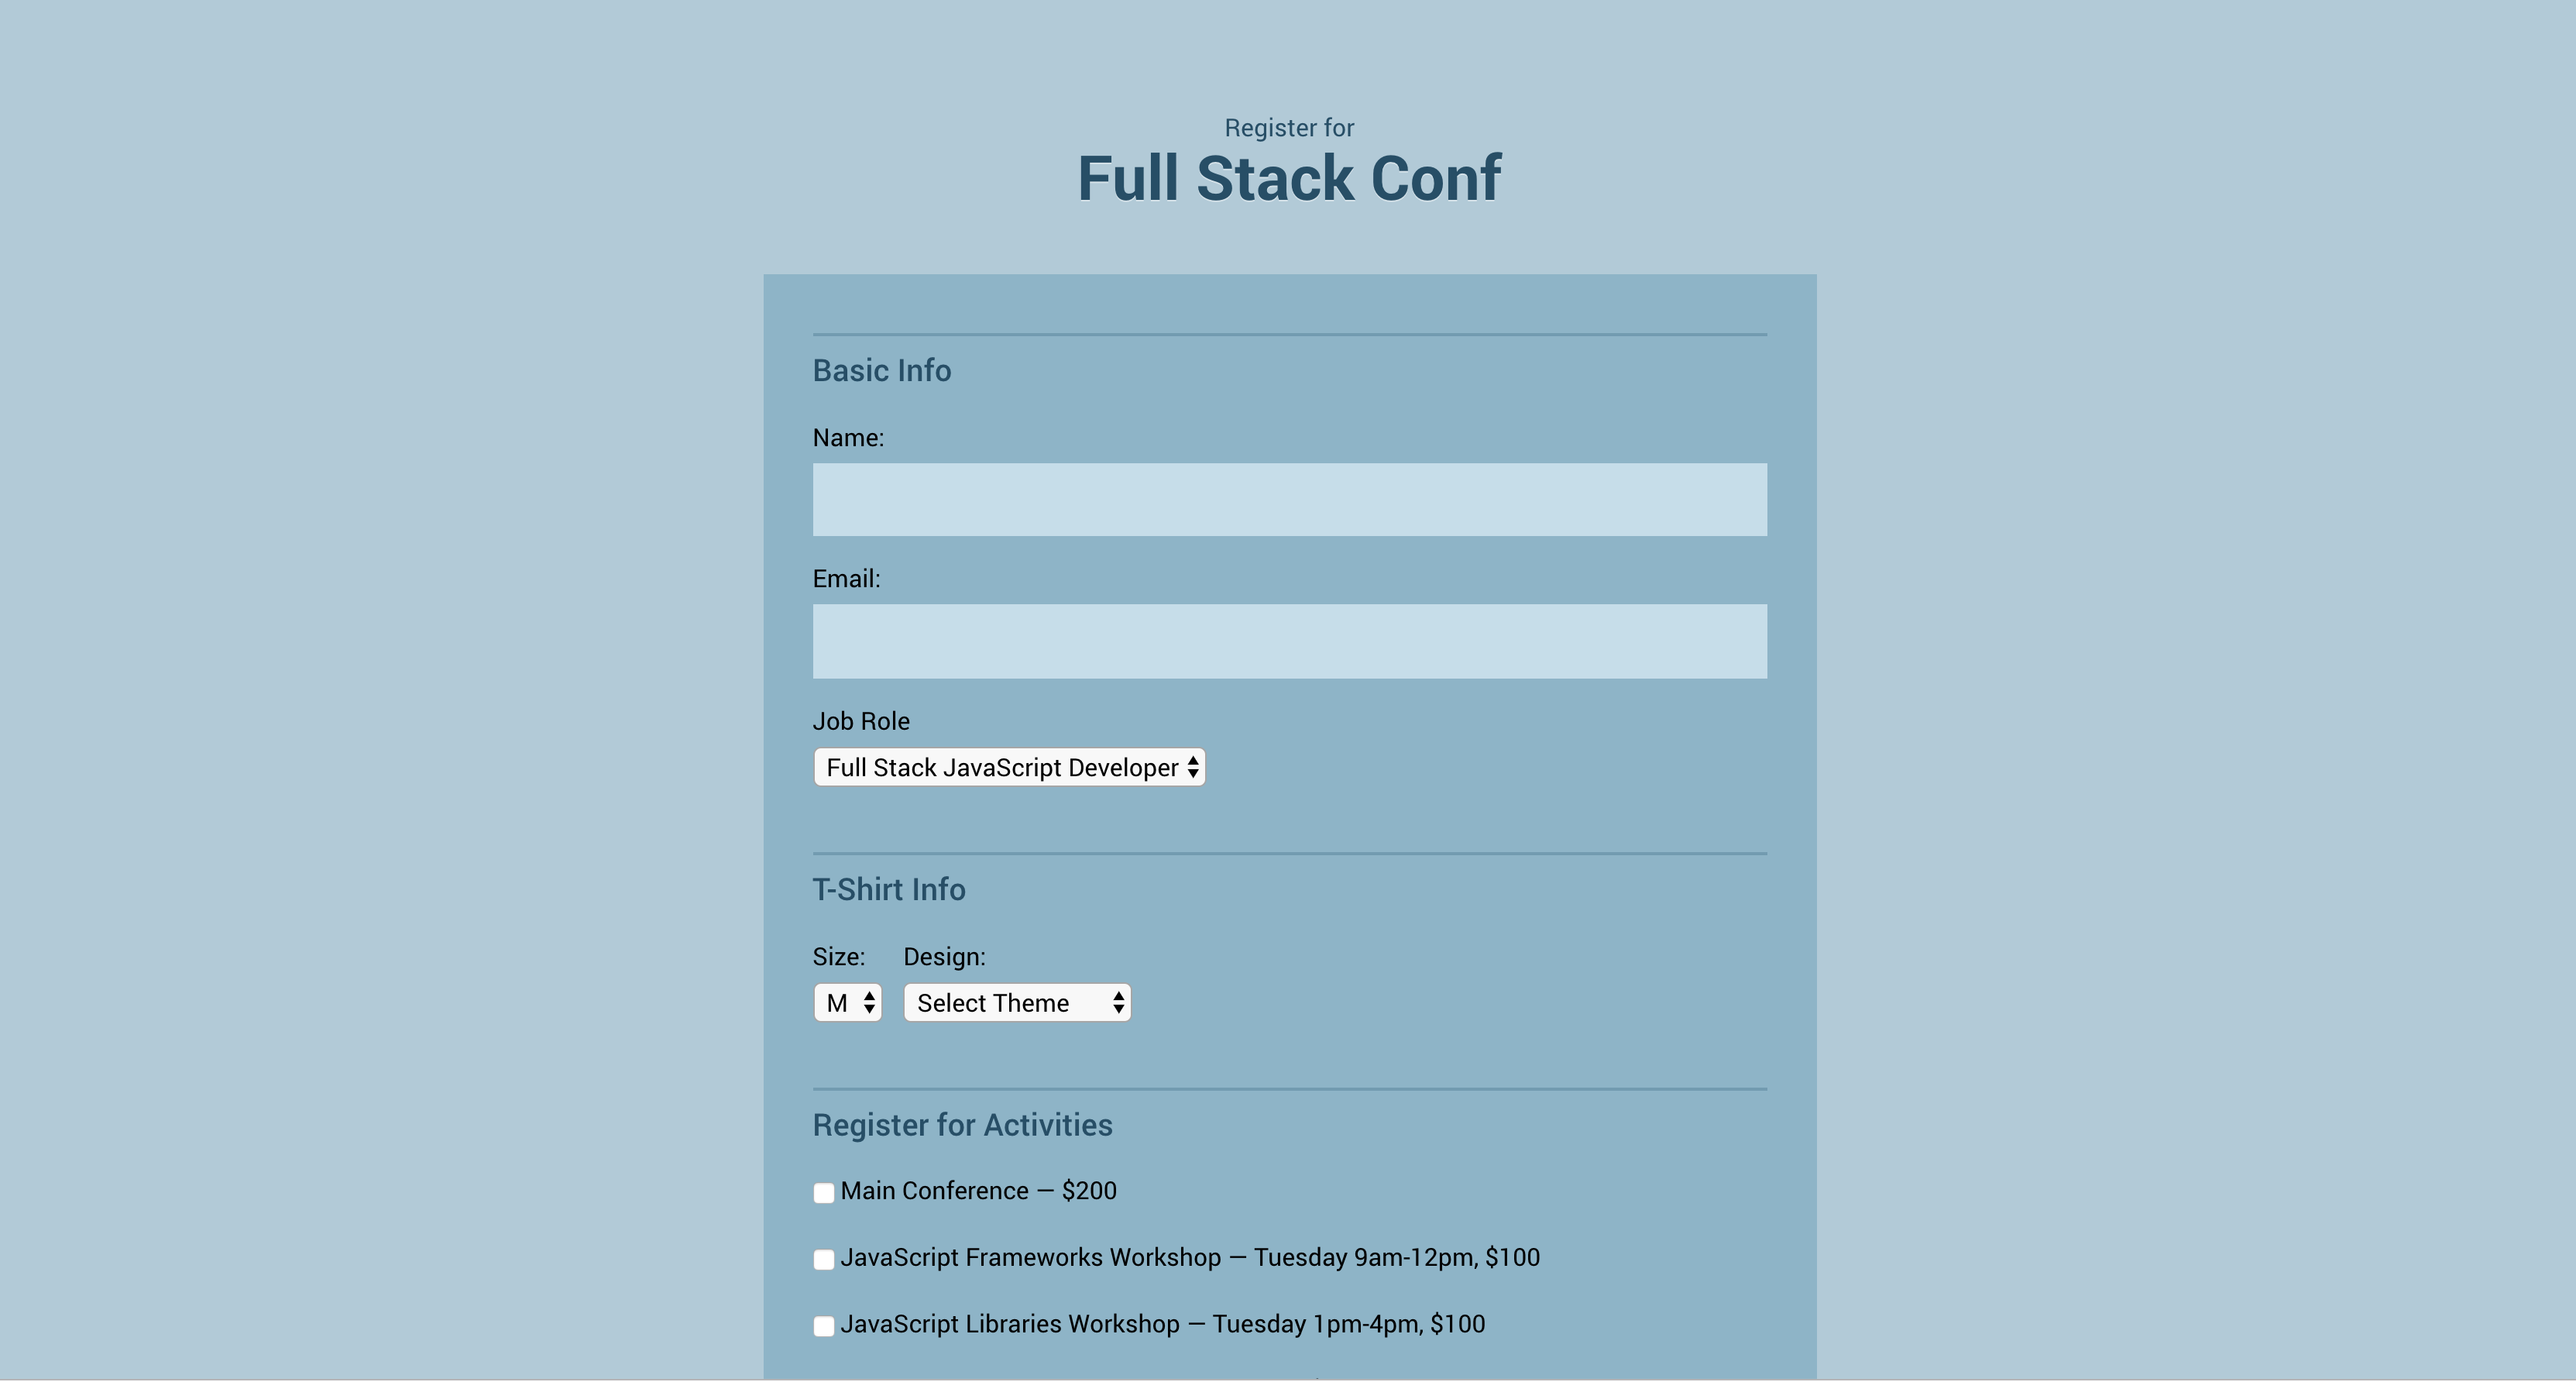 Register for
Full Stack Conf
Basic Info
Name:
Email:
Job Role
Full Stack JavaScript Developer
T-Shirt Info
Size: Design:
M Select Theme
Register for Activities
Main Conference — $200
JavaScript Frameworks Workshop — Tuesday 9am-12pm, $100
JavaScript Libraries Workshop — Tuesday 1pm-4pm, $100